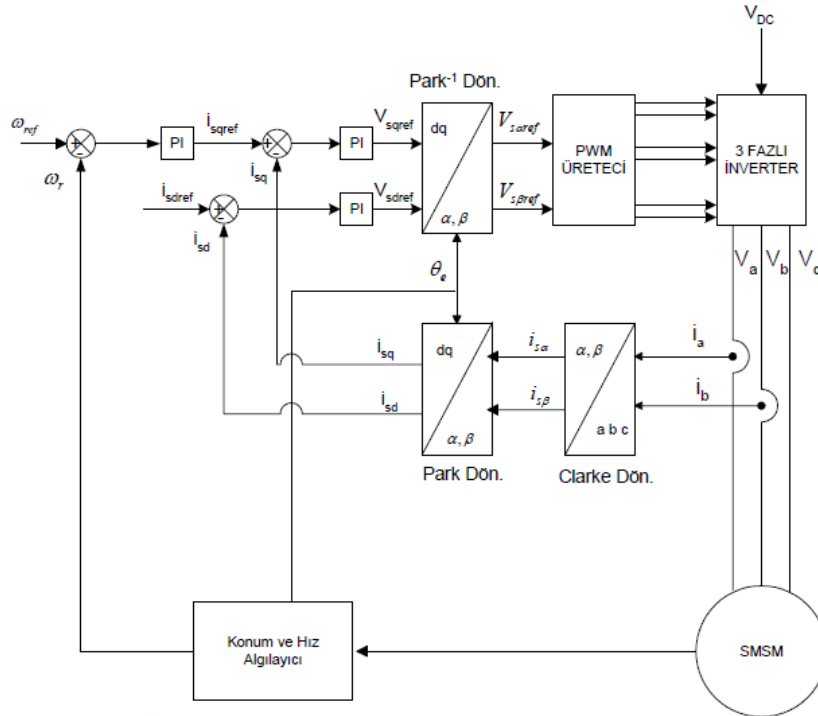 V_DC
Park⁻¹ Dön.
ω_ref
+
-
PI
i_sqref
+
-
PI
V_sqref
dq
α, β
V_sαref
V_sβref
PWM
ÜRETECİ
3 FAZLI
İNVERTER
ω_r
i_sq
i_sdref
+
-
PI
V_sdref
i_sd
V_a
V_b
V_c
θ_e
i_sq
i_sd
dq
α, β
i_sα
i_sβ
α, β
a b c
i_a
i_b
Park Dön.
Clarke Dön.
Konum ve Hız
Algılayıcı
SMSM